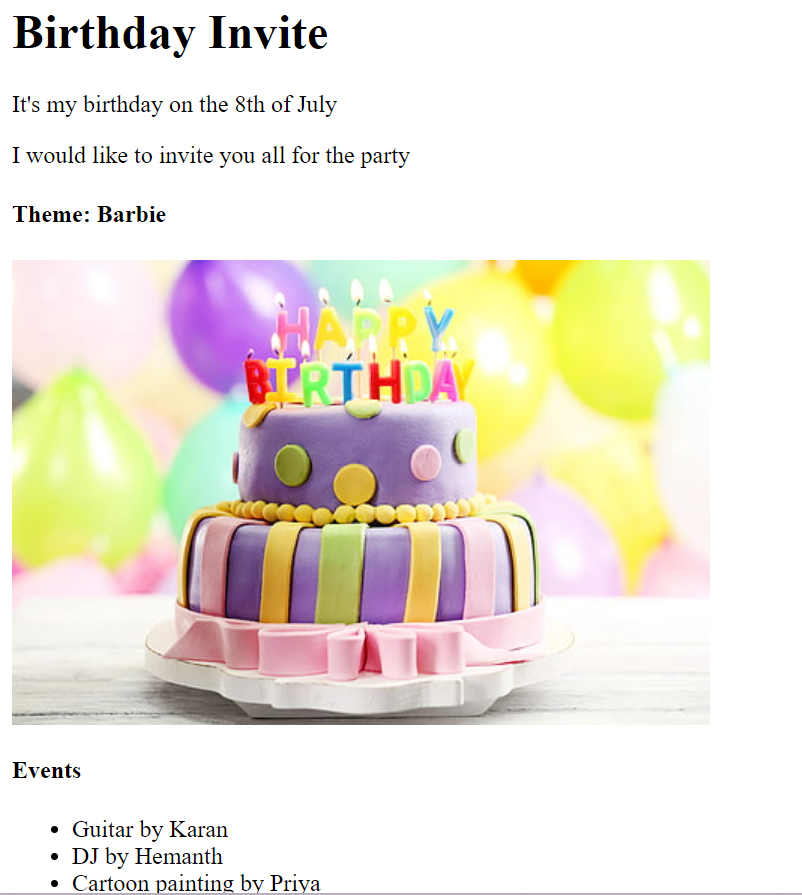 Birthday Invite
It's my birthday on the 8th of July
I would like to invite you all for the party
Theme: Barbie
HAPPY
BIRTHDAY
Events
Guitar by Karan
DJ by Hemanth
Cartoon painting by Priya